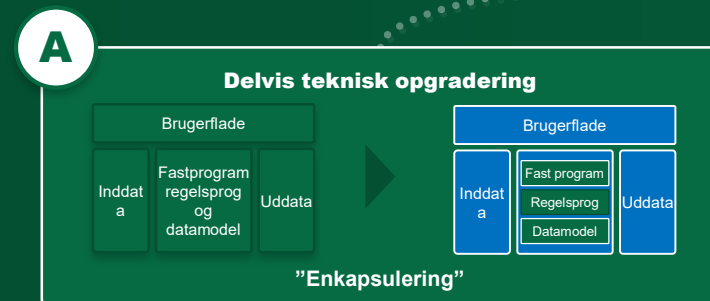 A
Delvis teknisk opgradering
Brugerflade
Inddat
a
Fastprogram
regelsprog
og
datamodel
Uddata
Brugerflade
Inddat
a
Fast program
Regelsprog
Datamodel
Uddata
”Enkapsulering”